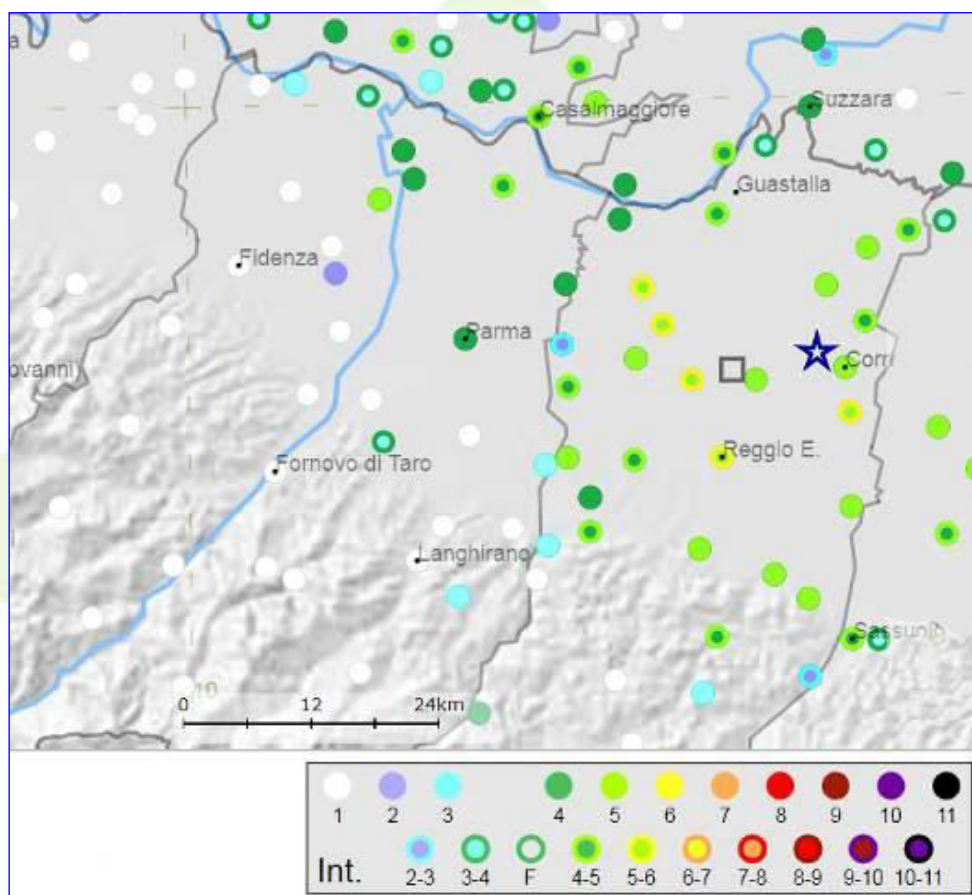 Casalmaggiore
Suzzara
Guastalla
Fidenza
Parma
ovanni)
Corr
Reggio E.
Fornovo di Taro
Langhirano
Sassuolo
10
0 12 24km
1 2 3 4 5 6 7 8 9 10 11
Int. 2-3 3-4 F 4-5 5-6 6-7 7-8 8-9 9-10 10-11